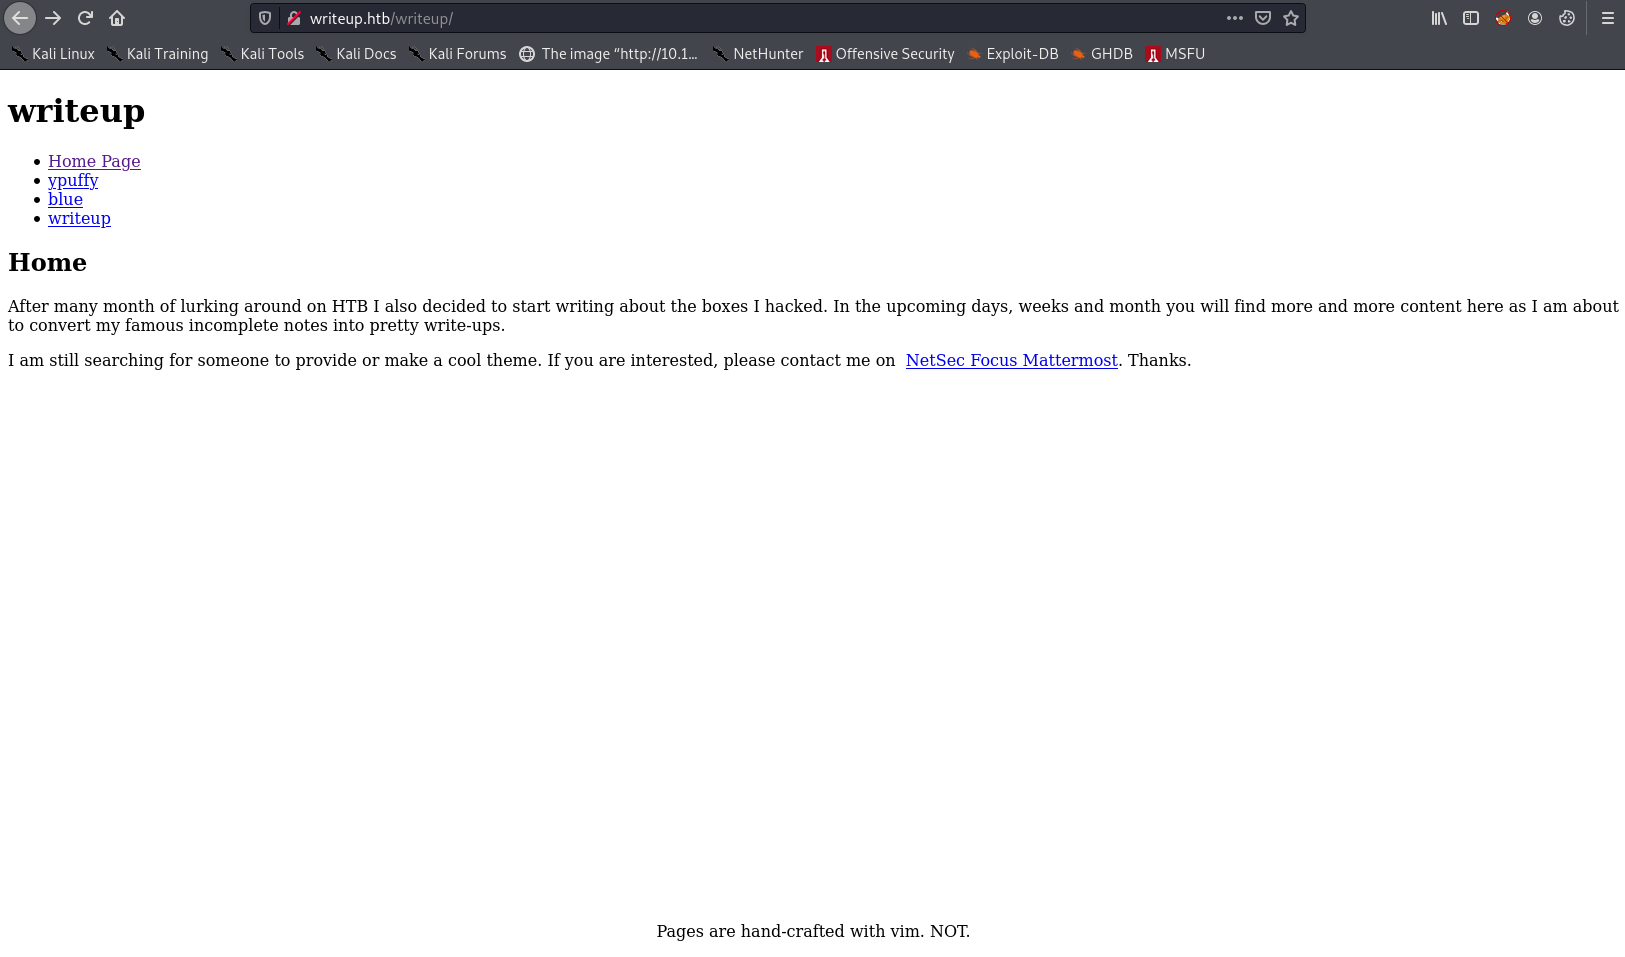 writeup.htb/writeup/
Kali Linux Kali Training Kali Tools Kali Docs Kali Forums The image “http://10.1... NetHunter Offensive Security Exploit-DB GHDB MSFU
writeup
Home Page
ypuffy
blue
writeup
Home
After many month of lurking around on HTB I also decided to start writing about the boxes I hacked. In the upcoming days, weeks and month you will find more and more content here as I am about
to convert my famous incomplete notes into pretty write-ups.
I am still searching for someone to provide or make a cool theme. If you are interested, please contact me on NetSec Focus Mattermost. Thanks.
Pages are hand-crafted with vim. NOT.